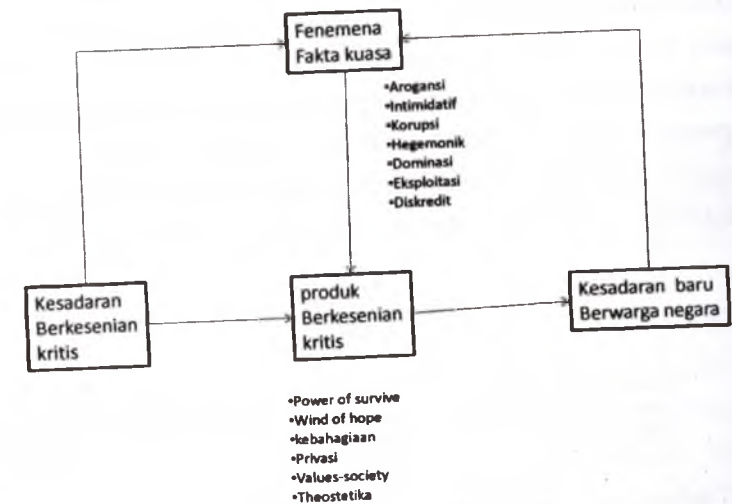 Fenemena
Fakta kuasa
•Arogansi
•Intimidatif
•Korupsi
•Hegemonik
•Dominasi
•Eksploitasi
•Diskredit
Kesadaran
Berkesenian
kritis
produk
Berkesenian
kritis
Kesadaran baru
Berwarga negara
•Power of survive
•Wind of hope
•kebahagiaan
•Privasi
•Values-society
•Theostetika